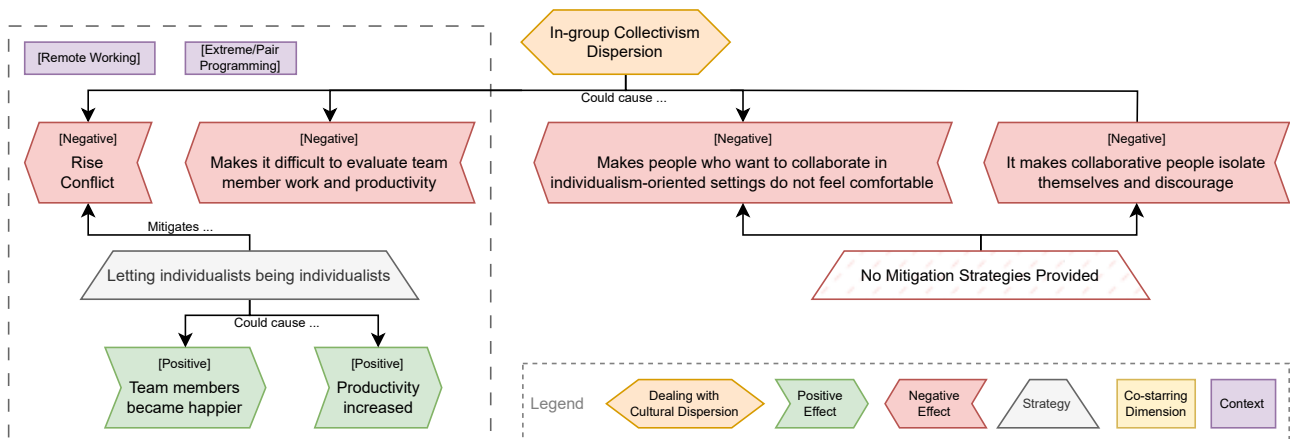 In-group Collectivism
Dispersion
[Remote Working]
[Extreme/Pair
Programming]
Could cause ...
[Negative]
Rise
Conflict
[Negative]
Makes it difficult to evaluate team
member work and productivity
[Negative]
Makes people who want to collaborate in
individualism-oriented settings do not feel comfortable
[Negative]
It makes collaborative people isolate
themselves and discourage
Mitigates ...
Letting individualists being individualists
No Mitigation Strategies Provided
Could cause ...
[Positive]
Team members
became happier
[Positive]
Productivity
increased
Legend
Dealing with
Cultural Dispersion
Positive
Effect
Negative
Effect
Strategy
Co-starring
Dimension
Context